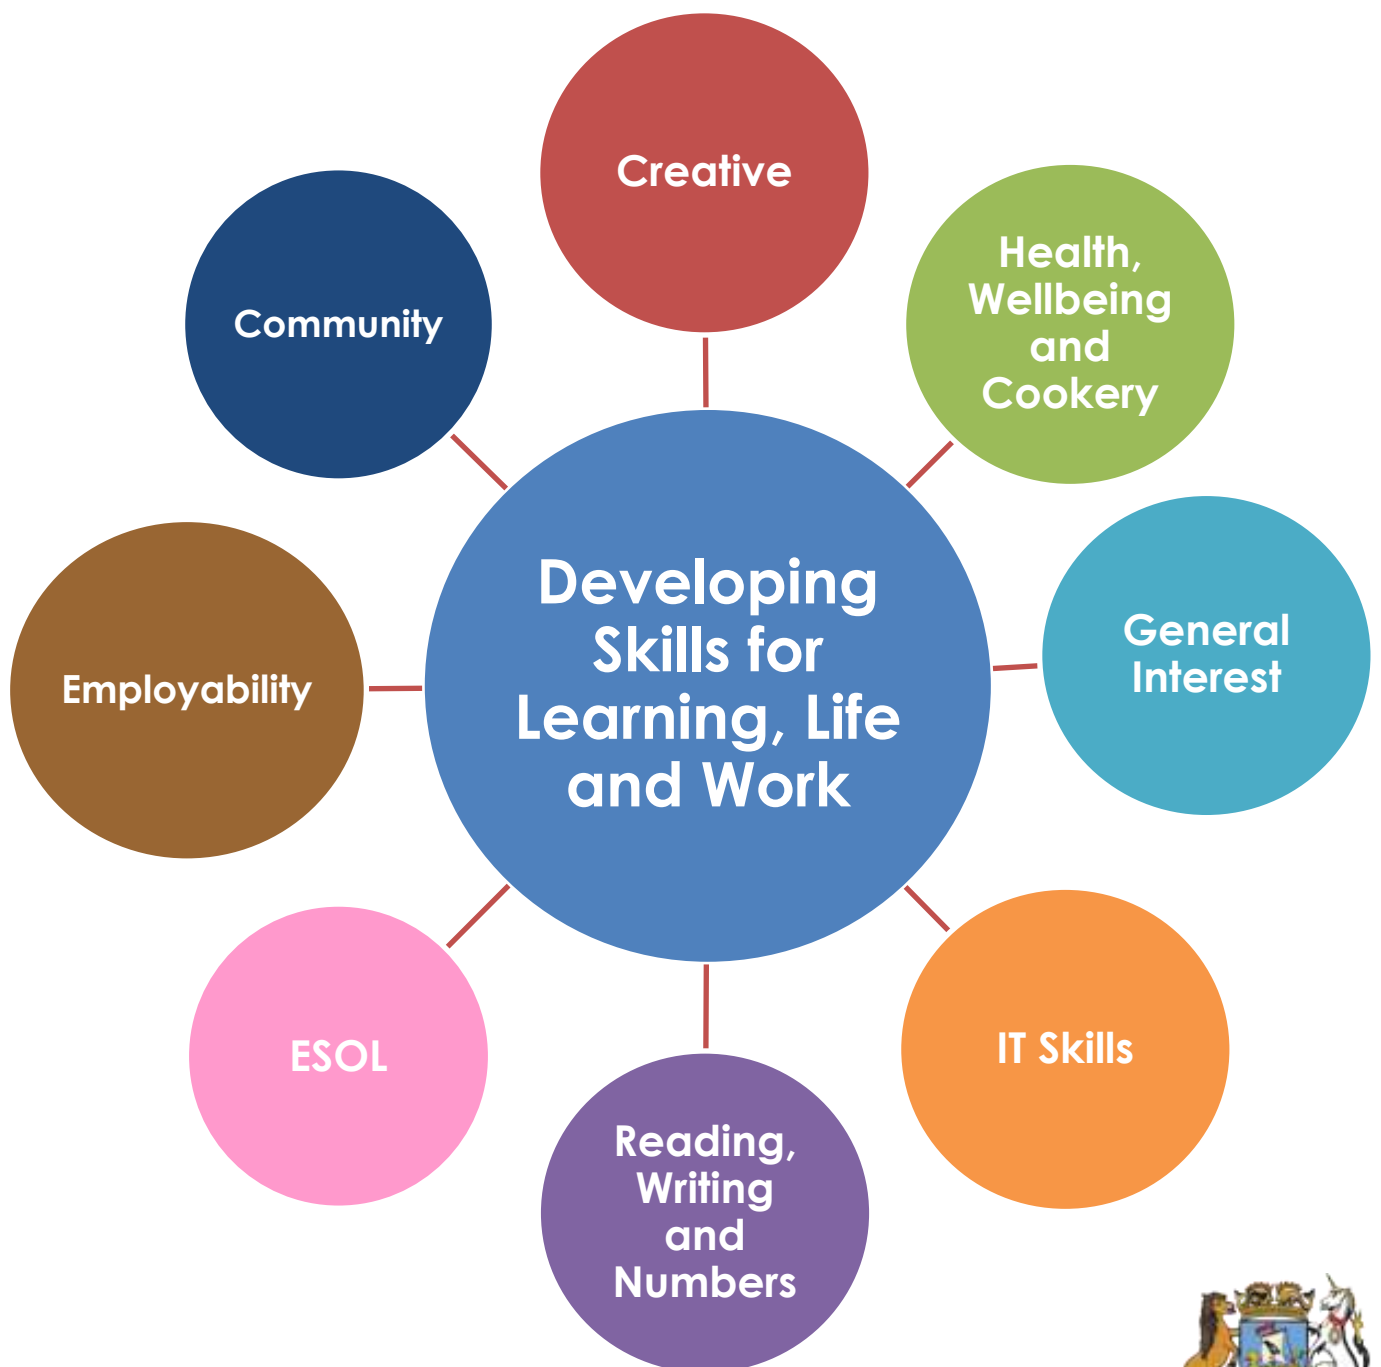 Creative
Health,
Wellbeing
and
Cookery
Community
General
Interest
Developing
Skills for
Learning, Life
and Work
Employability
IT Skills
ESOL
Reading,
Writing
and
Numbers